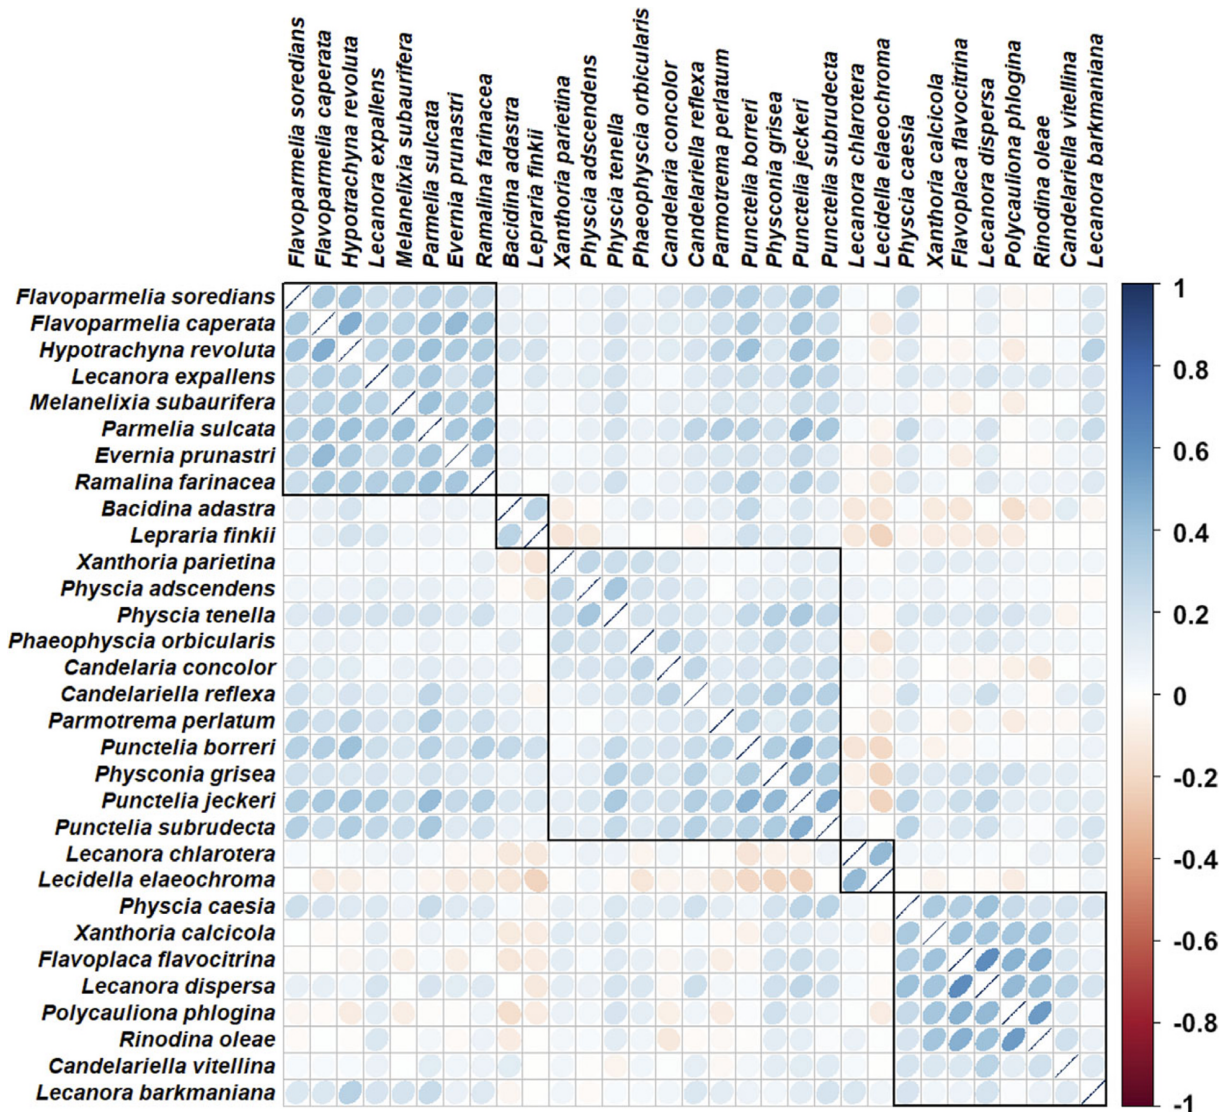 Flavoparmelia soredians
Flavoparmelia caperata
Hypotrachyna revoluta
Lecanora expallens
Melanelixia subaurifera
Parmelia sulcata
Evernia prunastri
Ramalina farinacea
Bacidina adastra
Lepraria finkii
Xanthoria parietina
Physcia adscendens
Physcia tenella
Phaeophyscia orbicularis
Candelaria concolor
Candelariella reflexa
Parmotrema perlatum
Punctelia borreri
Physconia grisea
Punctelia jeckeri
Punctelia subrudecta
Lecanora chlarotera
Lecidella elaeochroma
Physcia caesia
Xanthoria calcicola
Flavoplaca flavocitrina
Lecanora dispersa
Polycauliona phlogina
Rinodina oleae
Candelariella vitellina
Lecanora barkmaniana
Flavoparmelia soredians
Flavoparmelia caperata
Hypotrachyna revoluta
Lecanora expallens
Melanelixia subaurifera
Parmelia sulcata
Evernia prunastri
Ramalina farinacea
Bacidina adastra
Lepraria finkii
Xanthoria parietina
Physcia adscendens
Physcia tenella
Phaeophyscia orbicularis
Candelaria concolor
Candelariella reflexa
Parmotrema perlatum
Punctelia borreri
Physconia grisea
Punctelia jeckeri
Punctelia subrudecta
Lecanora chlarotera
Lecidella elaeochroma
Physcia caesia
Xanthoria calcicola
Flavoplaca flavocitrina
Lecanora dispersa
Polycauliona phlogina
Rinodina oleae
Candelariella vitellina
Lecanora barkmaniana
1
0.8
0.6
0.4
0.2
0
-0.2
-0.4
-0.6
-0.8
-1